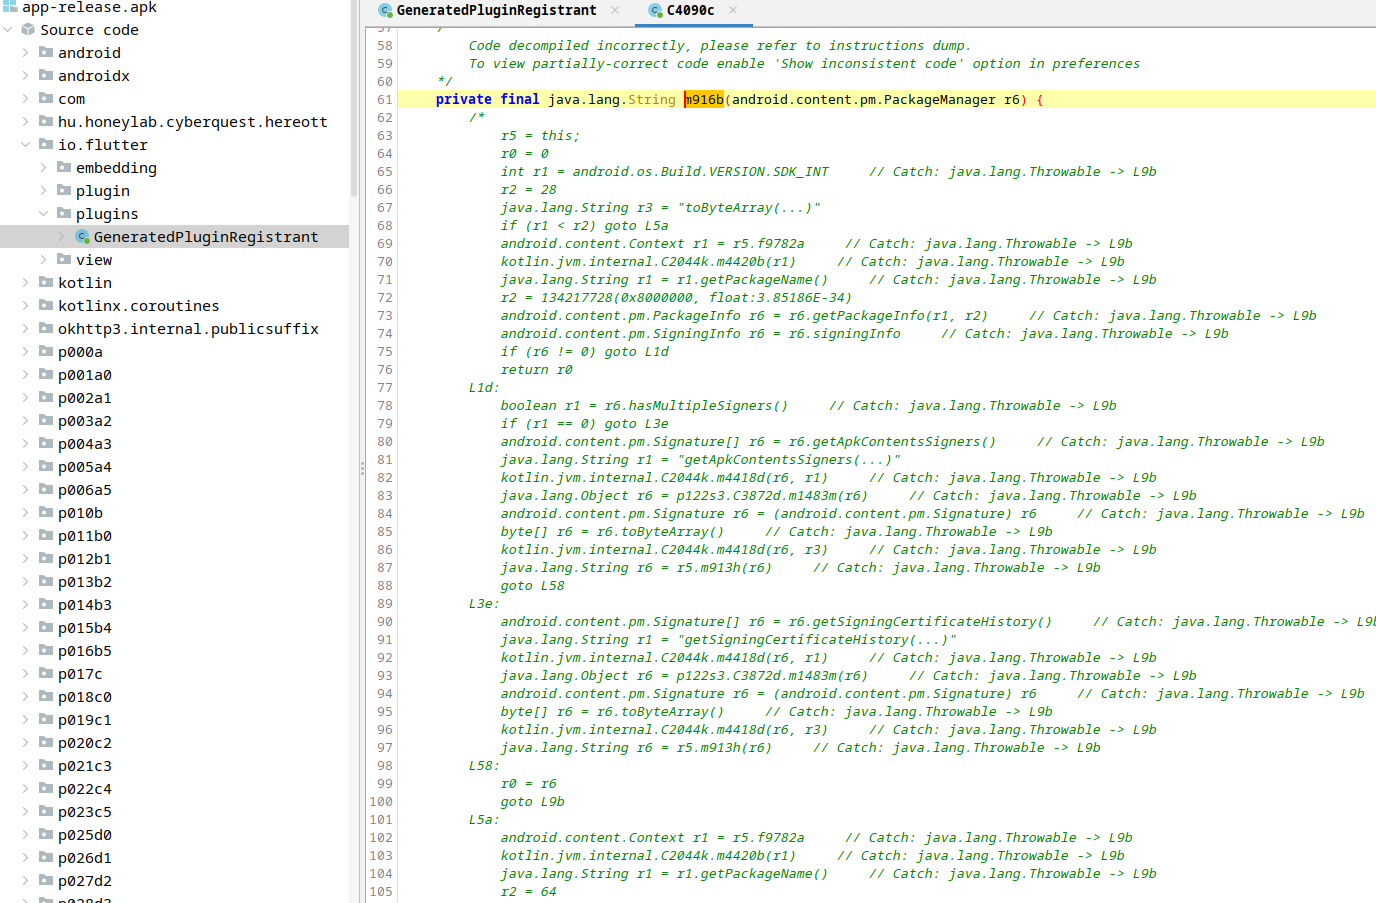 app-release.apk
Source code
android
androidx
com
hu.honeylab.cyberquest.hereott
io.flutter
embedding
plugin
plugins
GeneratedPluginRegistrant
view
kotlin
kotlinx.coroutines
okhttp3.internal.publicsuffix
p000a
p001a0
p002a1
p003a2
p004a3
p005a4
p006a5
p010b
p011b0
p012b1
p013b2
p014b3
p015b4
p016b5
p017c
p018c0
p019c1
p020c2
p021c3
p022c4
p023c5
p025d0
p026d1
p027d2
p028d3
GeneratedPluginRegistrant × C4090c ×
57 /*
58 Code decompiled incorrectly, please refer to instructions dump.
59 To view partially-correct code enable 'Show inconsistent code' option in preferences
60 */
61 private final java.lang.String m916b(android.content.pm.PackageManager r6) {
62 /*
63 r5 = this;
64 r0 = 0
65 int r1 = android.os.Build.VERSION.SDK_INT // Catch: java.lang.Throwable -> L9b
66 r2 = 28
67 java.lang.String r3 = "toByteArray(...)"
68 if (r1 < r2) goto L5a
69 android.content.Context r1 = r5.f9782a // Catch: java.lang.Throwable -> L9b
70 kotlin.jvm.internal.C2044k.m4420b(r1) // Catch: java.lang.Throwable -> L9b
71 java.lang.String r1 = r1.getPackageName() // Catch: java.lang.Throwable -> L9b
72 r2 = 134217728(0x8000000, float:3.85186E-34)
73 android.content.pm.PackageInfo r6 = r6.getPackageInfo(r1, r2) // Catch: java.lang.Throwable -> L9b
74 android.content.pm.SigningInfo r6 = r6.signingInfo // Catch: java.lang.Throwable -> L9b
75 if (r6 != 0) goto L1d
76 return r0
77 L1d:
78 boolean r1 = r6.hasMultipleSigners() // Catch: java.lang.Throwable -> L9b
79 if (r1 == 0) goto L3e
80 android.content.pm.Signature[] r6 = r6.getApkContentsSigners() // Catch: java.lang.Throwable -> L9b
81 java.lang.String r1 = "getApkContentsSigners(...)"
82 kotlin.jvm.internal.C2044k.m4418d(r6, r1) // Catch: java.lang.Throwable -> L9b
83 java.lang.Object r6 = p122s3.C3872d.m1483m(r6) // Catch: java.lang.Throwable -> L9b
84 android.content.pm.Signature r6 = (android.content.pm.Signature) r6 // Catch: java.lang.Throwable -> L9b
85 byte[] r6 = r6.toByteArray() // Catch: java.lang.Throwable -> L9b
86 kotlin.jvm.internal.C2044k.m4418d(r6, r3) // Catch: java.lang.Throwable -> L9b
87 java.lang.String r6 = r5.m913h(r6) // Catch: java.lang.Throwable -> L9b
88 goto L58
89 L3e:
90 android.content.pm.Signature[] r6 = r6.getSigningCertificateHistory() // Catch: java.lang.Throwable -> L9b
91 java.lang.String r1 = "getSigningCertificateHistory(...)"
92 kotlin.jvm.internal.C2044k.m4418d(r6, r1) // Catch: java.lang.Throwable -> L9b
93 java.lang.Object r6 = p122s3.C3872d.m1483m(r6) // Catch: java.lang.Throwable -> L9b
94 android.content.pm.Signature r6 = (android.content.pm.Signature) r6 // Catch: java.lang.Throwable -> L9b
95 byte[] r6 = r6.toByteArray() // Catch: java.lang.Throwable -> L9b
96 kotlin.jvm.internal.C2044k.m4418d(r6, r3) // Catch: java.lang.Throwable -> L9b
97 java.lang.String r6 = r5.m913h(r6) // Catch: java.lang.Throwable -> L9b
98 L58:
99 r0 = r6
100 goto L9b
101 L5a:
102 android.content.Context r1 = r5.f9782a // Catch: java.lang.Throwable -> L9b
103 kotlin.jvm.internal.C2044k.m4420b(r1) // Catch: java.lang.Throwable -> L9b
104 java.lang.String r1 = r1.getPackageName() // Catch: java.lang.Throwable -> L9b
105 r2 = 64